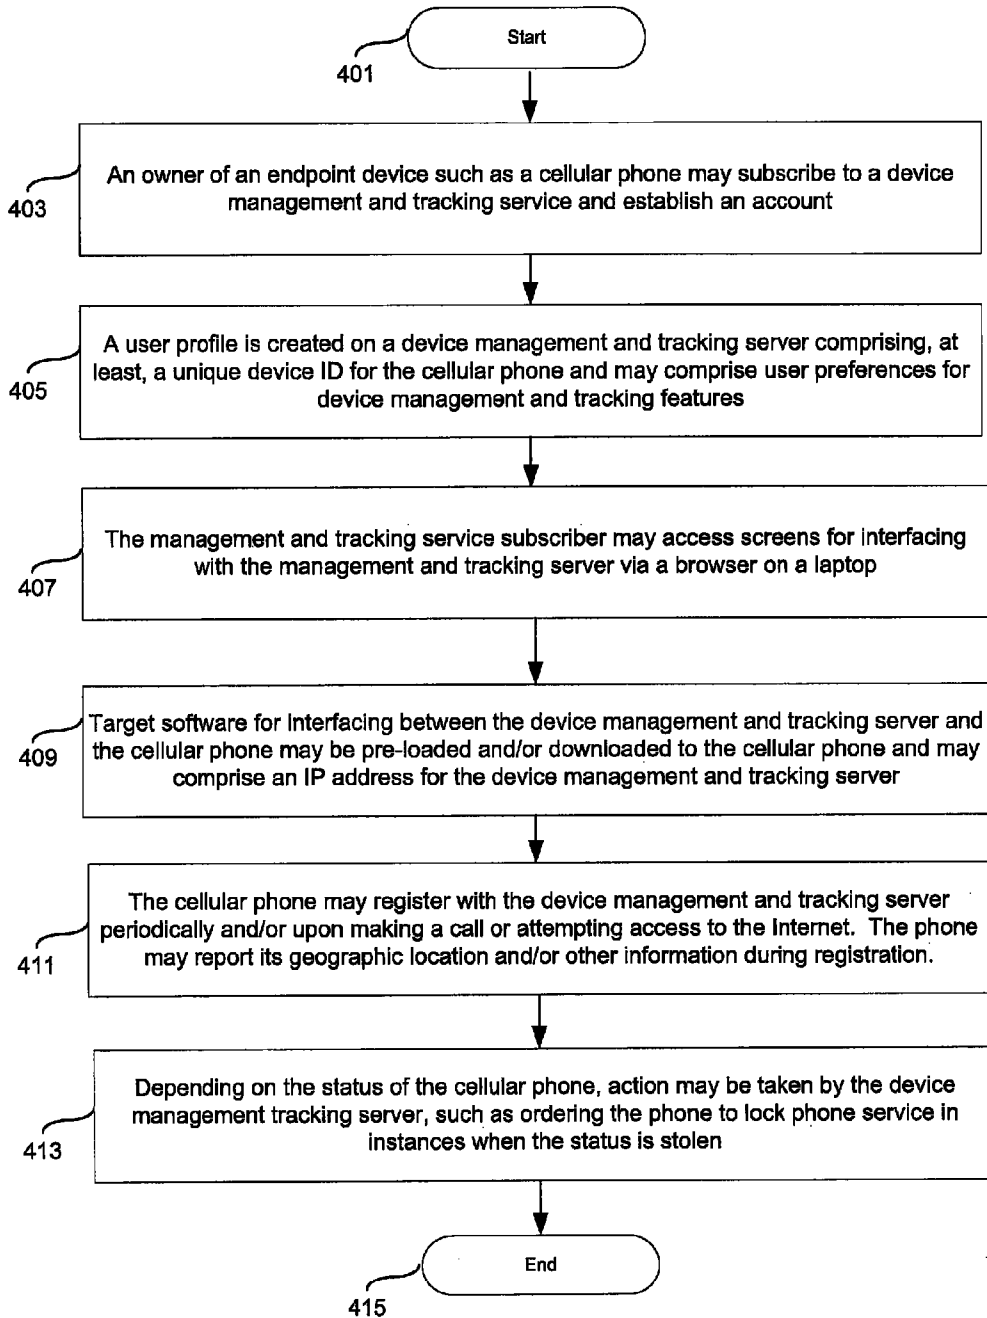 Start
401
An owner of an endpoint device such as a cellular phone may subscribe to a device
management and tracking service and establish an account
403
A user profile is created on a device management and tracking server comprising, at
least, a unique device ID for the cellular phone and may comprise user preferences for
device management and tracking features
405
The management and tracking service subscriber may access screens for interfacing
with the management and tracking server via a browser on a laptop
407
Target software for interfacing between the device management and tracking server and
the cellular phone may be pre-loaded and/or downloaded to the cellular phone and may
comprise an IP address for the device management and tracking server
409
The cellular phone may register with the device management and tracking server
periodically and/or upon making a call or attempting access to the Internet. The phone
may report its geographic location and/or other information during registration.
411
Depending on the status of the cellular phone, action may be taken by the device
management tracking server, such as ordering the phone to lock phone service in
instances when the status is stolen
413
End
415